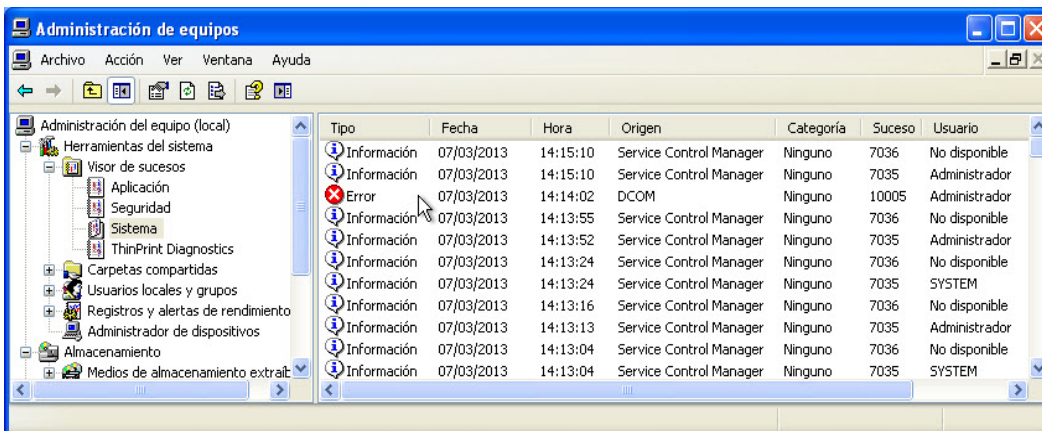 Administración de equipos
Archivo Acción Ver Ventana Ayuda
Administración del equipo (local)
Herramientas del sistema
Visor de sucesos
Aplicación
Seguridad
Sistema
ThinPrint Diagnostics
Carpetas compartidas
Usuarios locales y grupos
Registros y alertas de rendimiento
Administrador de dispositivos
Almacenamiento
Medios de almacenamiento extraíb
Tipo Fecha Hora Origen Categoría Suceso Usuario
Información 07/03/2013 14:15:10 Service Control Manager Ninguno 7036 No disponible
Información 07/03/2013 14:15:10 Service Control Manager Ninguno 7035 Administrador
Error 07/03/2013 14:14:02 DCOM Ninguno 10005 Administrador
Información 07/03/2013 14:13:55 Service Control Manager Ninguno 7036 No disponible
Información 07/03/2013 14:13:52 Service Control Manager Ninguno 7035 Administrador
Información 07/03/2013 14:13:24 Service Control Manager Ninguno 7036 No disponible
Información 07/03/2013 14:13:24 Service Control Manager Ninguno 7035 SYSTEM
Información 07/03/2013 14:13:16 Service Control Manager Ninguno 7036 No disponible
Información 07/03/2013 14:13:13 Service Control Manager Ninguno 7035 Administrador
Información 07/03/2013 14:13:04 Service Control Manager Ninguno 7036 No disponible
Información 07/03/2013 14:13:04 Service Control Manager Ninguno 7035 SYSTEM